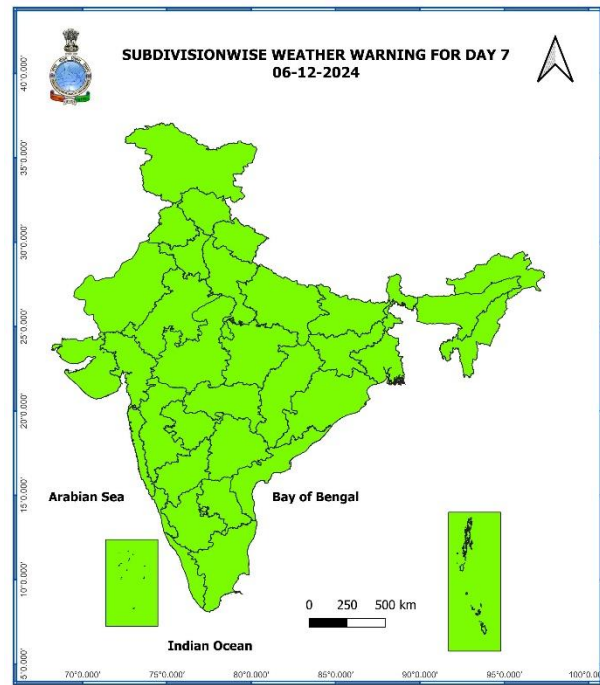 SUBDIVISIONWISE WEATHER WARNING FOR DAY 7
06-12-2024
40°0.000'
35°0.000'
30°0.000'
25°0.000'
20°0.000'
15°0.000'
10°0.000'
5°0.000'
Arabian Sea
Bay of Bengal
0 250 500 km
Indian Ocean
70°0.000' 75°0.000' 80°0.000' 85°0.000' 90°0.000' 95°0.000' 100°0.0